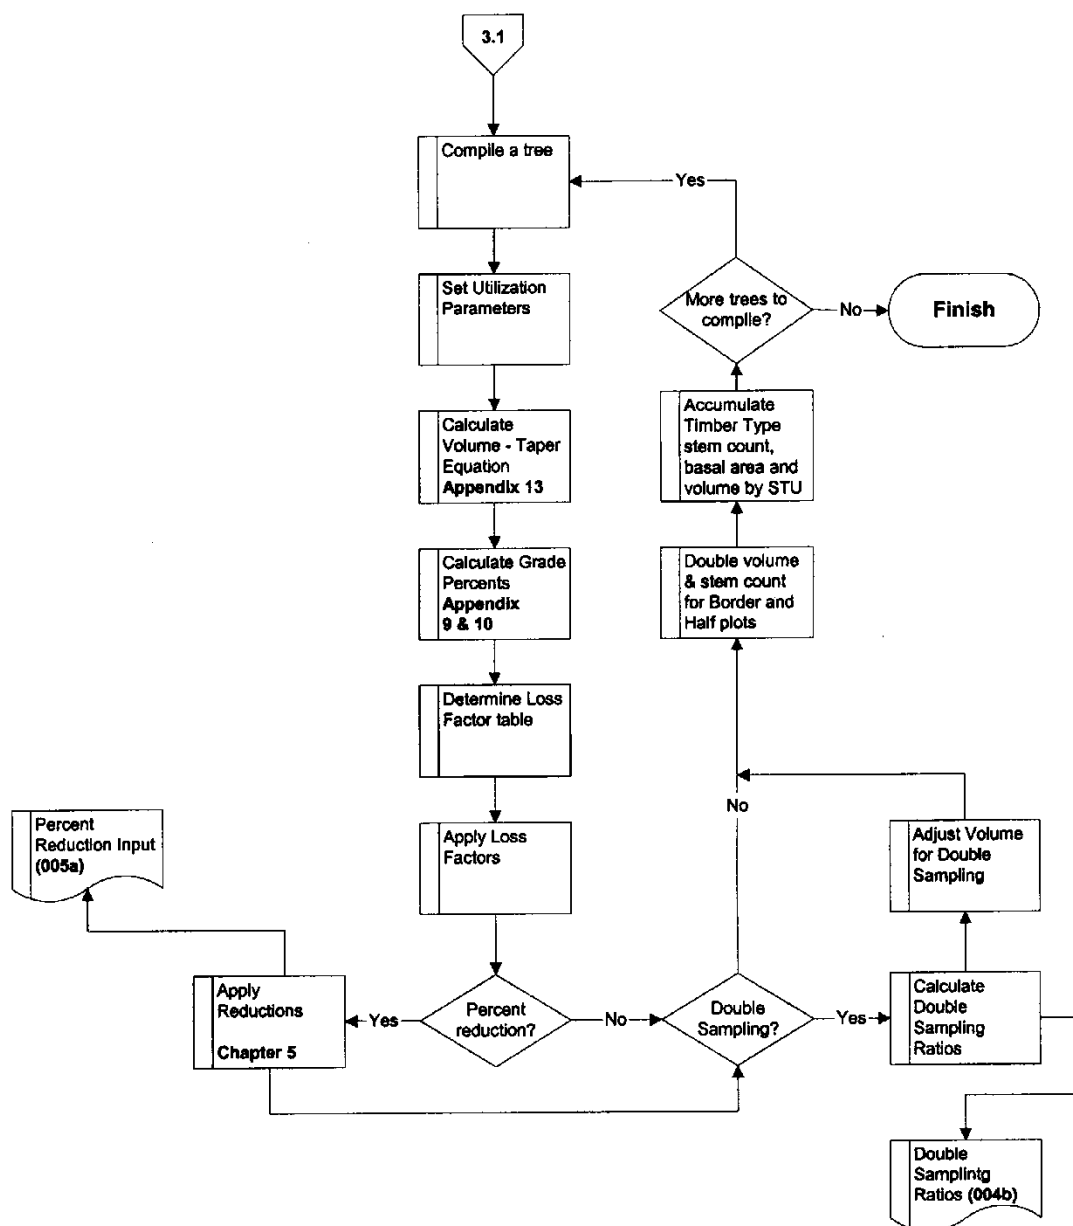 3.1
Compile a tree
Yes
Set Utilization
Parameters
More trees to
compile?
No
Finish
Calculate
Volume - Taper
Equation
Appendix 13
Accumulate
Timber Type
stem count,
basal area and
volume by STU
Calculate Grade
Percents
Appendix
9 & 10
Double volume
& stem count
for Border and
Half plots
Determine Loss
Factor table
No
Percent
Reduction Input
(005a)
Apply Loss
Factors
Adjust Volume
for Double
Sampling
Apply
Reductions
Chapter 5
Yes
Percent
reduction?
No
Double
Sampling?
Yes
Calculate
Double
Sampling
Ratios
Double
Samplintg
Ratios (004b)